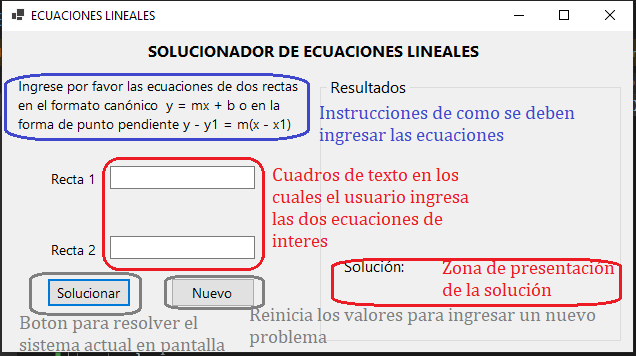 ECUACIONES LINEALES
SOLUCIONADOR DE ECUACIONES LINEALES
Ingrese por favor las ecuaciones de dos rectas
en el formato canónico y = mx + b o en la
forma de punto pendiente y - y1 = m(x - x1)
Resultados
Instrucciones de como se deben
ingresar las ecuaciones
Recta 1
Cuadros de texto en los
cuales el usuario ingresa
las dos ecuaciones de
interes
Recta 2
Solución:
Zona de presentación
de la solución
Solucionar
Nuevo
Boton para resolver el
sistema actual en pantalla
Reinicia los valores para ingresar un nuevo
problema